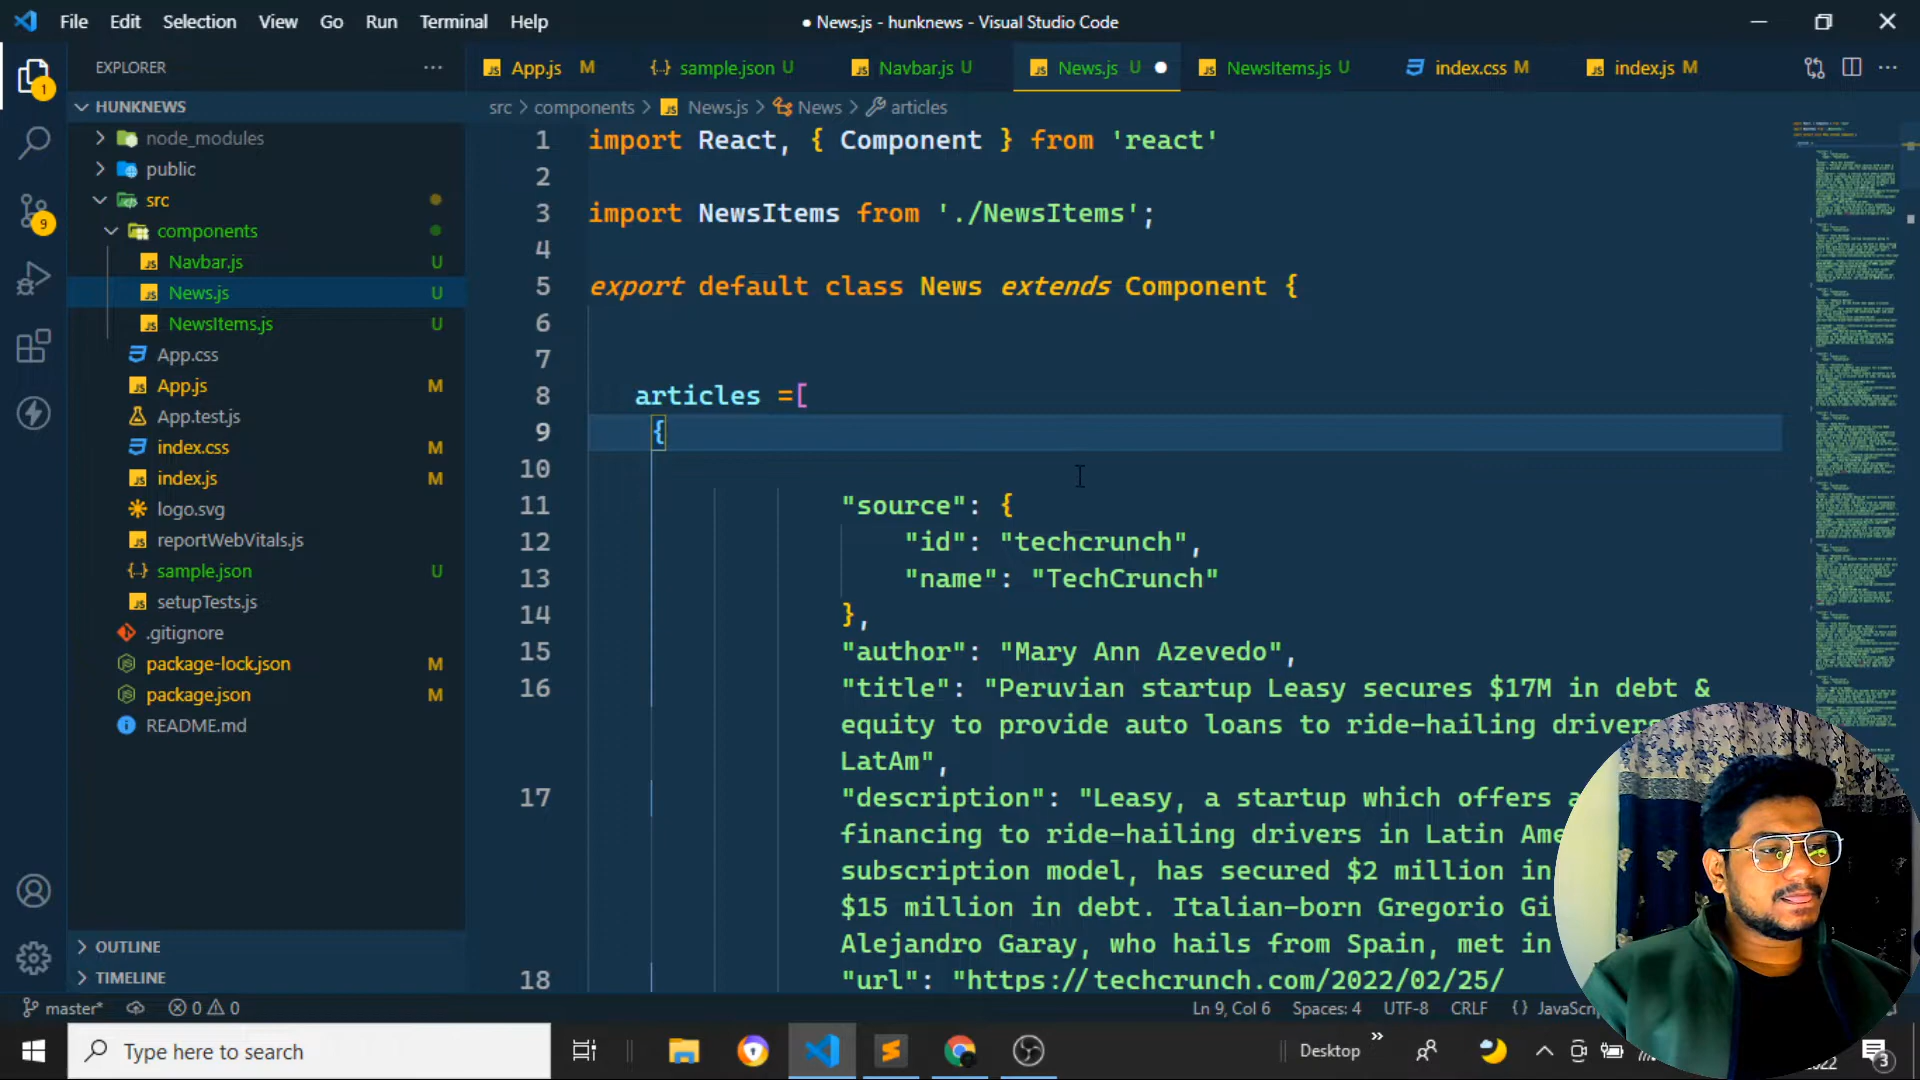 File Edit Selection View Go Run Terminal Help
● News.js - hunknews - Visual Studio Code
EXPLORER
App.js M
sample.json U
Navbar.js U
News.js U
NewsItems.js U
index.css M
index.js M
HUNKNEWS
src > components > News.js > News > articles
node_modules
public
src
components
Navbar.js U
News.js U
NewsItems.js U
App.css
App.js M
App.test.js
index.css M
index.js M
logo.svg
reportWebVitals.js
sample.json U
setupTests.js
.gitignore
package-lock.json M
package.json M
README.md
OUTLINE
TIMELINE
1
9
1 import React, { Component } from 'react'
2
3 import NewsItems from './NewsItems';
4
5 export default class News extends Component {
6
7
8 articles =[
9 {
10
11 "source": {
12 "id": "techcrunch",
13 "name": "TechCrunch"
14 },
15 "author": "Mary Ann Azevedo",
16 "title": "Peruvian startup Leasy secures $17M in debt &
equity to provide auto loans to ride-hailing drivers
LatAm",
17 "description": "Leasy, a startup which offers
financing to ride-hailing drivers in Latin
subscription model, has secured $2 million in
$15 million in debt. Italian-born Gregorio
Alejandro Garay, who hails from Spain, met in
18 "url": "https://techcrunch.com/2022/02/25/
master* 0 0
Ln 9, Col 6 Spaces: 4 UTF-8 CRLF {}
Type here to search
Desktop
3